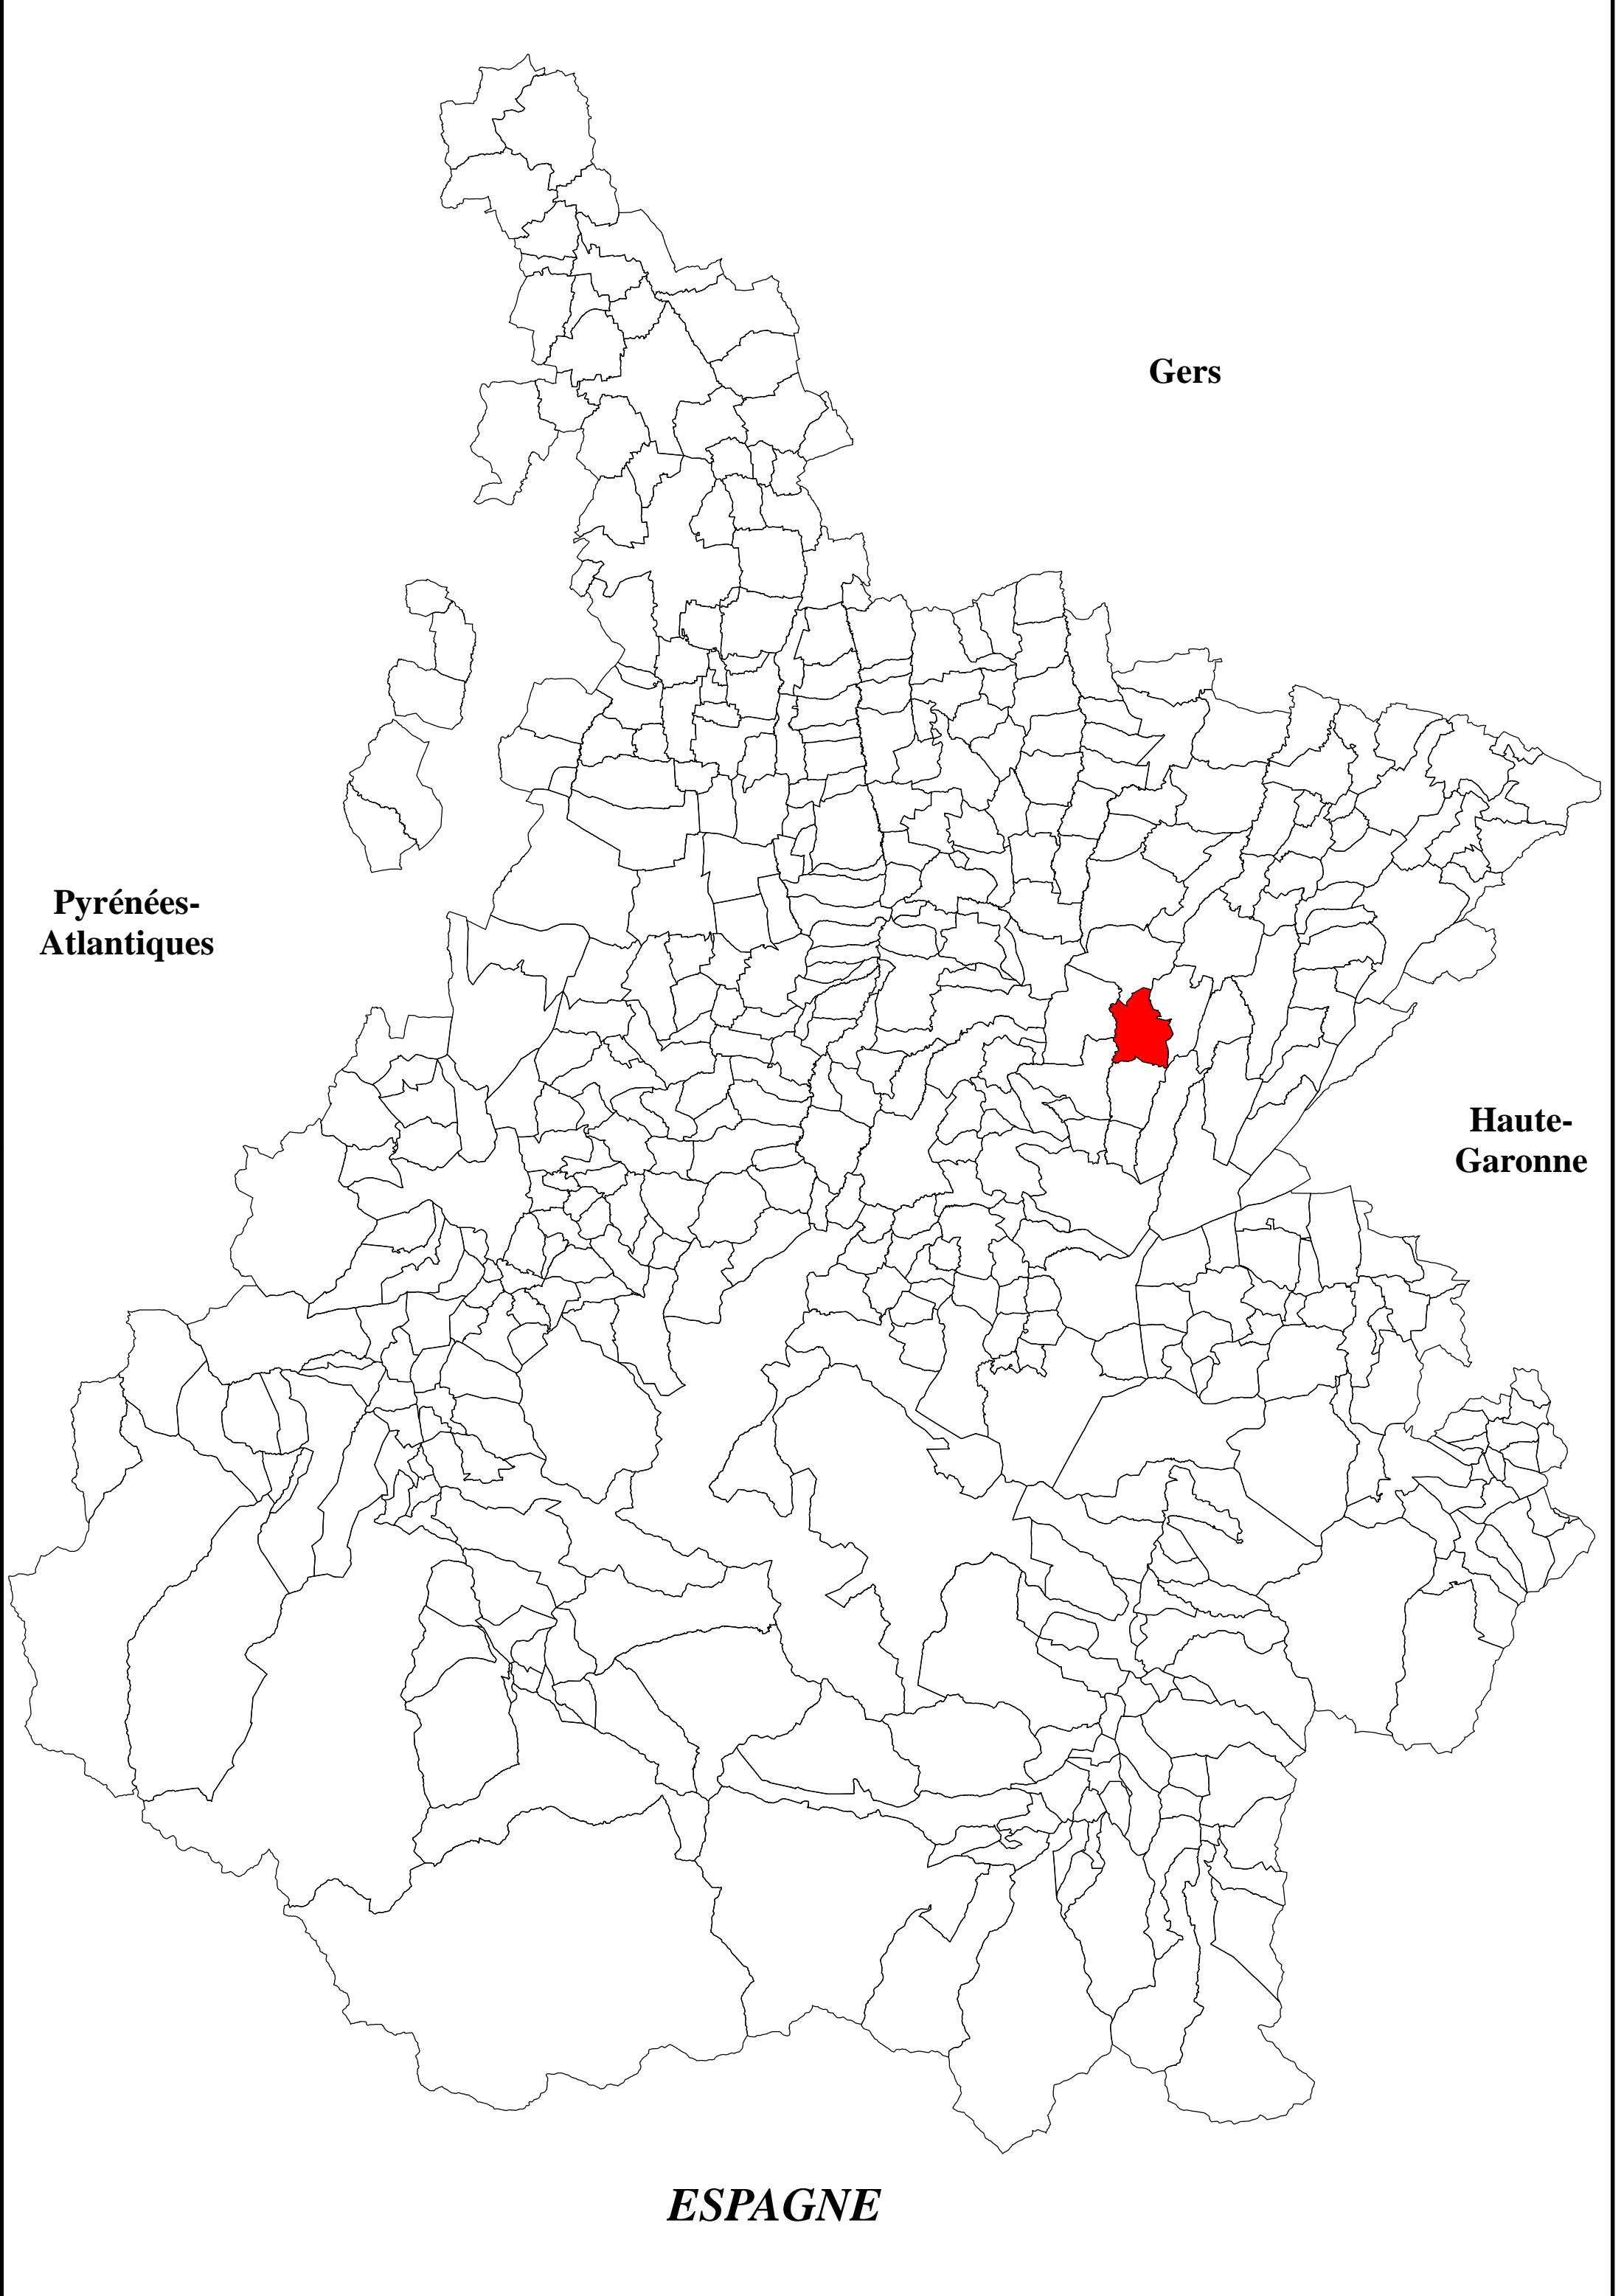 Gers
Pyrénées-
Atlantiques
Haute-
Garonne
ESPAGNE